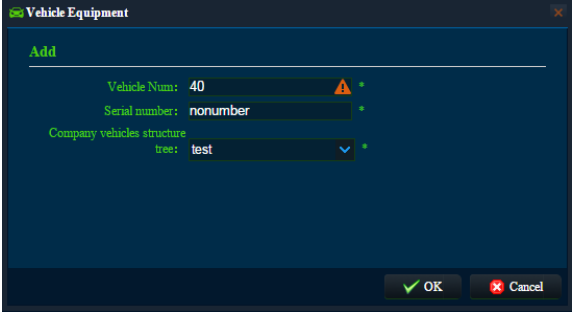 Vehicle Equipment
Add
Vehicle Num: 40 *
Serial number: nonumber *
Company vehicles structure
tree: test *
OK Cancel